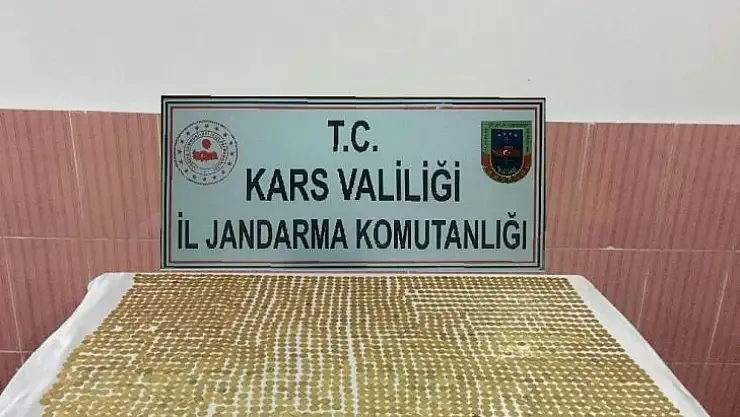 T.C.
KARS VALİLİĞİ
İL JANDARMA KOMUTANLIĞI